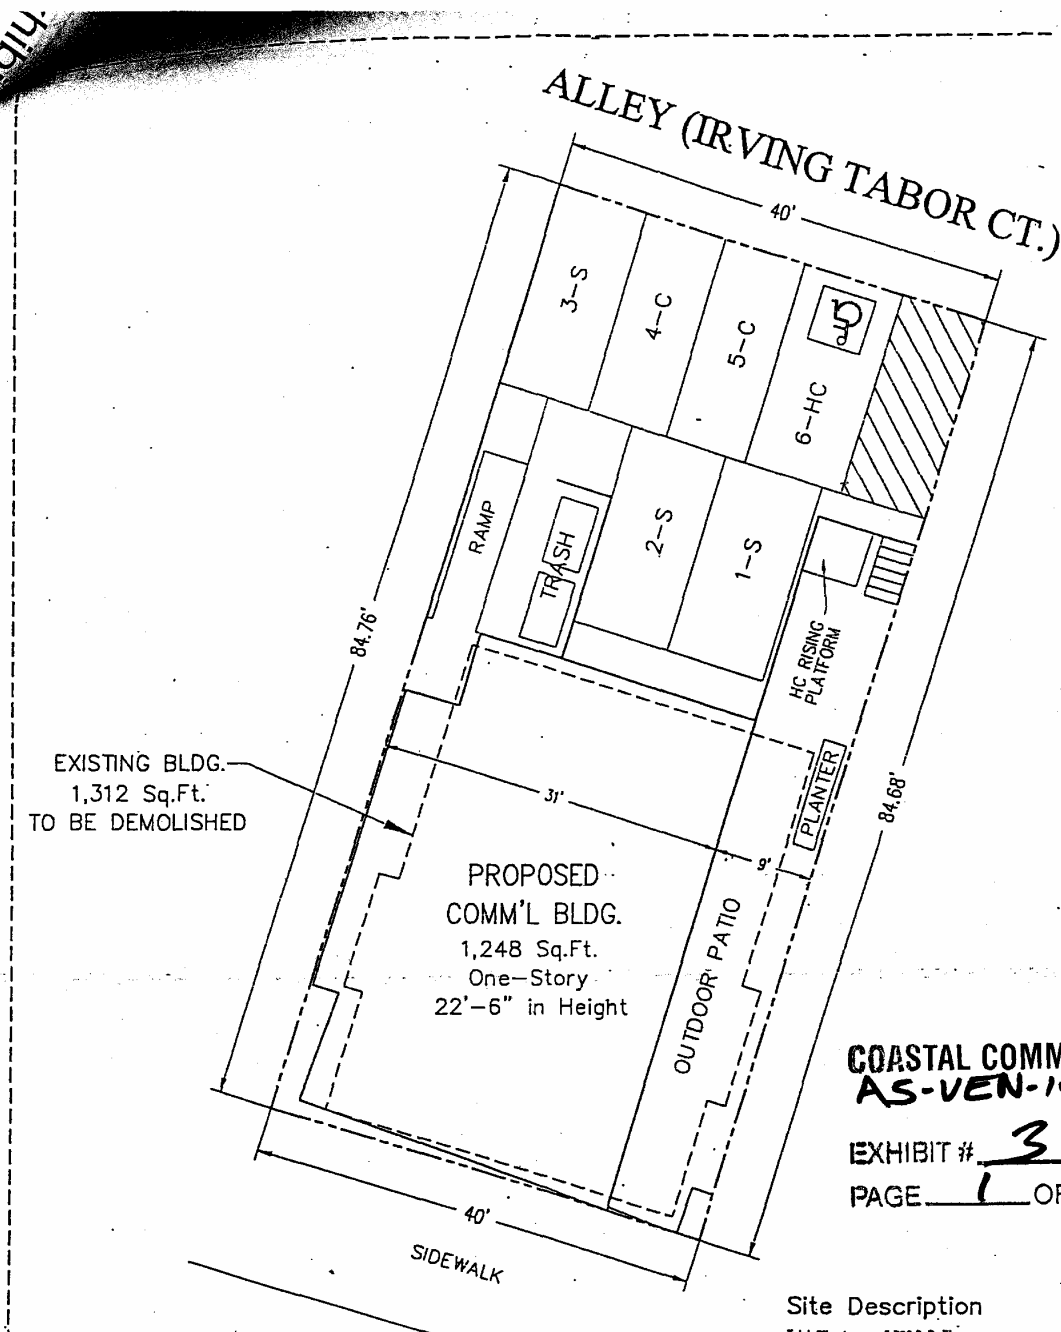 ALLEY (IRVING TABOR CT.)
40'
3-S
4-C
5-C
6-HC
RAMP
TRASH
2-S
1-S
HC RISING
PLATFORM
84.76'
EXISTING BLDG.
1,312 Sq.Ft.
TO BE DEMOLISHED
31'
PLANTER
84.68'
9'
PROPOSED
COMM'L BLDG.
1,248 Sq.Ft.
One-Story
22'-6" in Height
OUTDOOR PATIO
COASTAL COMM
A5-VEN-1
EXHIBIT # 3
PAGE 1 OF
40'
SIDEWALK
Site Description